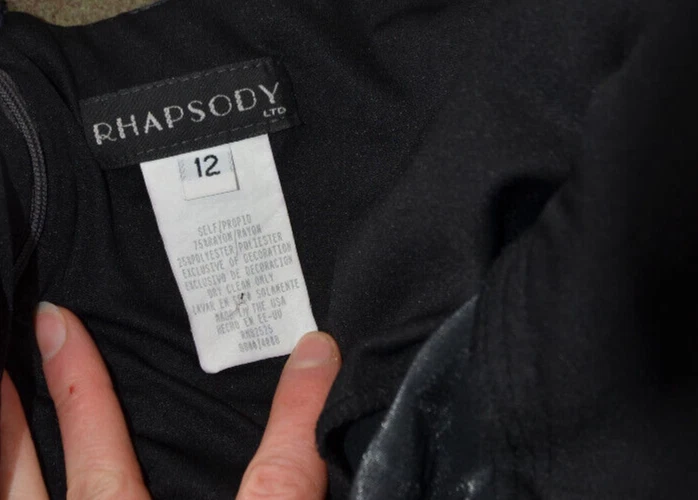 RHAPSODY
LTD
12
SELF/PROPIO
75%RAYON/RAYON
25%POLYESTER/POLIESTER
EXCLUSIVE OF DECORATION
EXCLUSIVO DE DECORACION
DRY CLEAN ONLY
LAVAR EN SECO SOLAMENTE
MADE IN THE USA
HECHO EN EE-UU